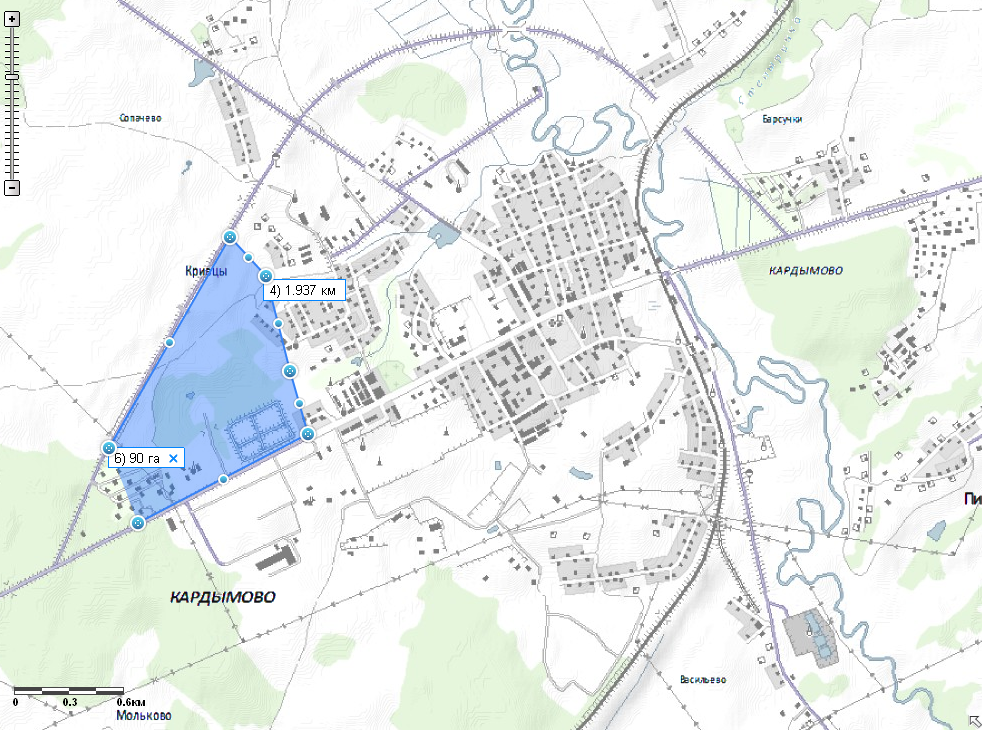 +
Сопачево
Барсучки
Кривцы
КАРДЫМОВО
4) 1.937 км
6) 90 га ×
Пи
КАРДЫМОВО
Васильево
0 0.3 0.6км
Мольково